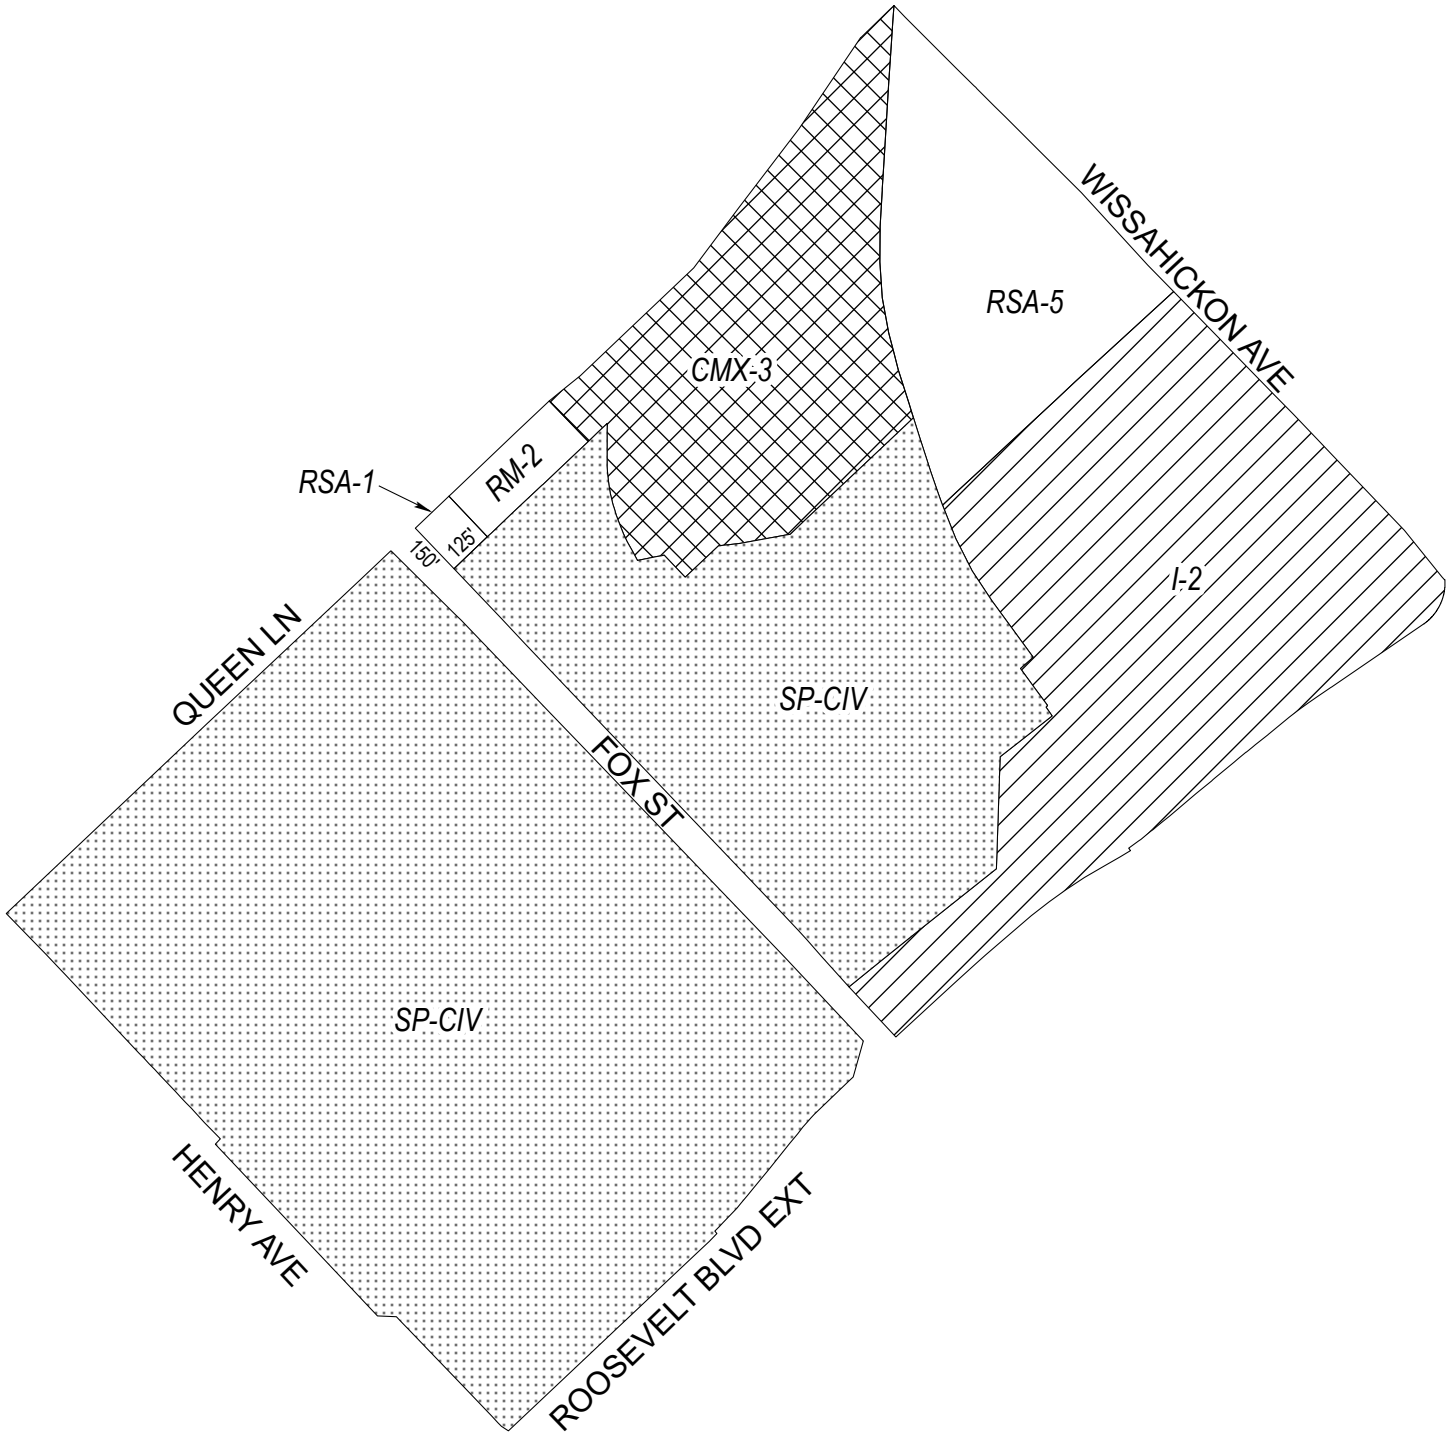 WISSAHICKON AVE
RSA-5
CMX-3
RM-2
RSA-1
150'
125'
I-2
QUEEN LN
SP-CIV
FOX ST
SP-CIV
HENRY AVE
ROOSEVELT BLVD EXT